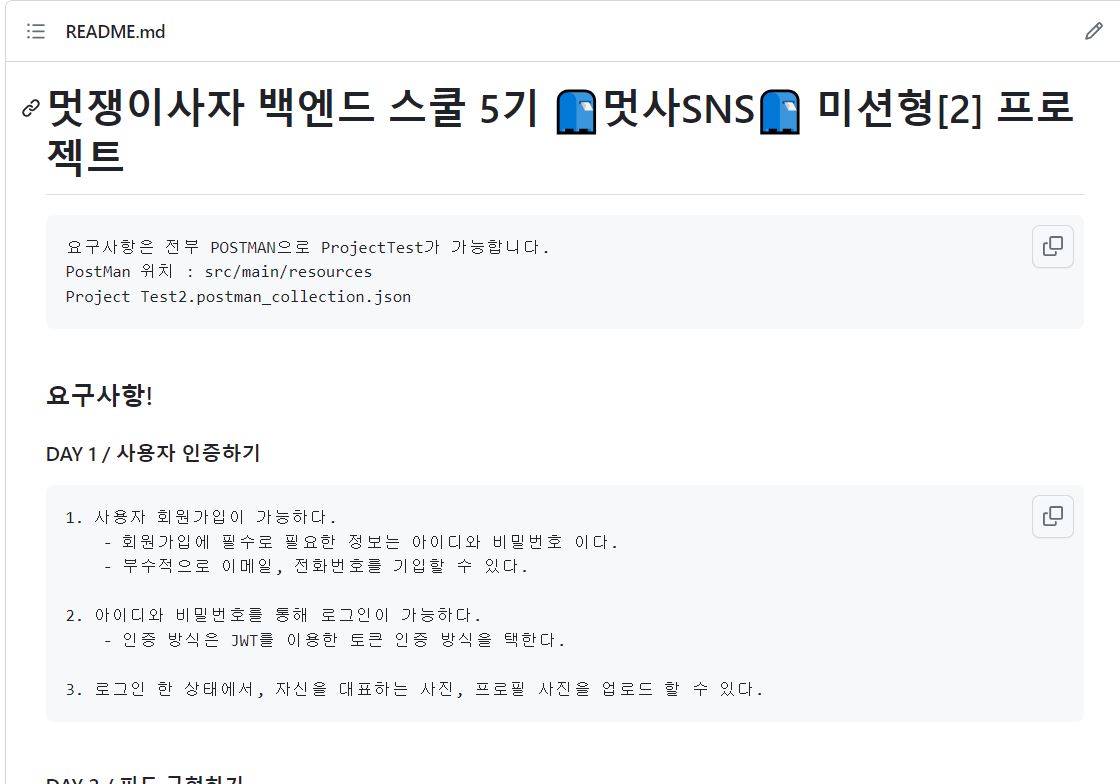 README.md
멋쟁이사자 백엔드 스쿨 5기 멋사SNS 미션형[2] 프로
젝트
요구사항은 전부 POSTMAN으로 ProjectTest가 가능합니다.
PostMan 위치 : src/main/resources
Project Test2.postman_collection.json
요구사항!
DAY 1 / 사용자 인증하기
1. 사용자 회원가입이 가능하다.
- 회원가입에 필수로 필요한 정보는 아이디와 비밀번호 이다.
- 부수적으로 이메일, 전화번호를 기입할 수 있다.
2. 아이디와 비밀번호를 통해 로그인이 가능하다.
- 인증 방식은 JWT를 이용한 토큰 인증 방식을 택한다.
3. 로그인 한 상태에서, 자신을 대표하는 사진, 프로필 사진을 업로드 할 수 있다.
DAY 2 / 피드 구현하기